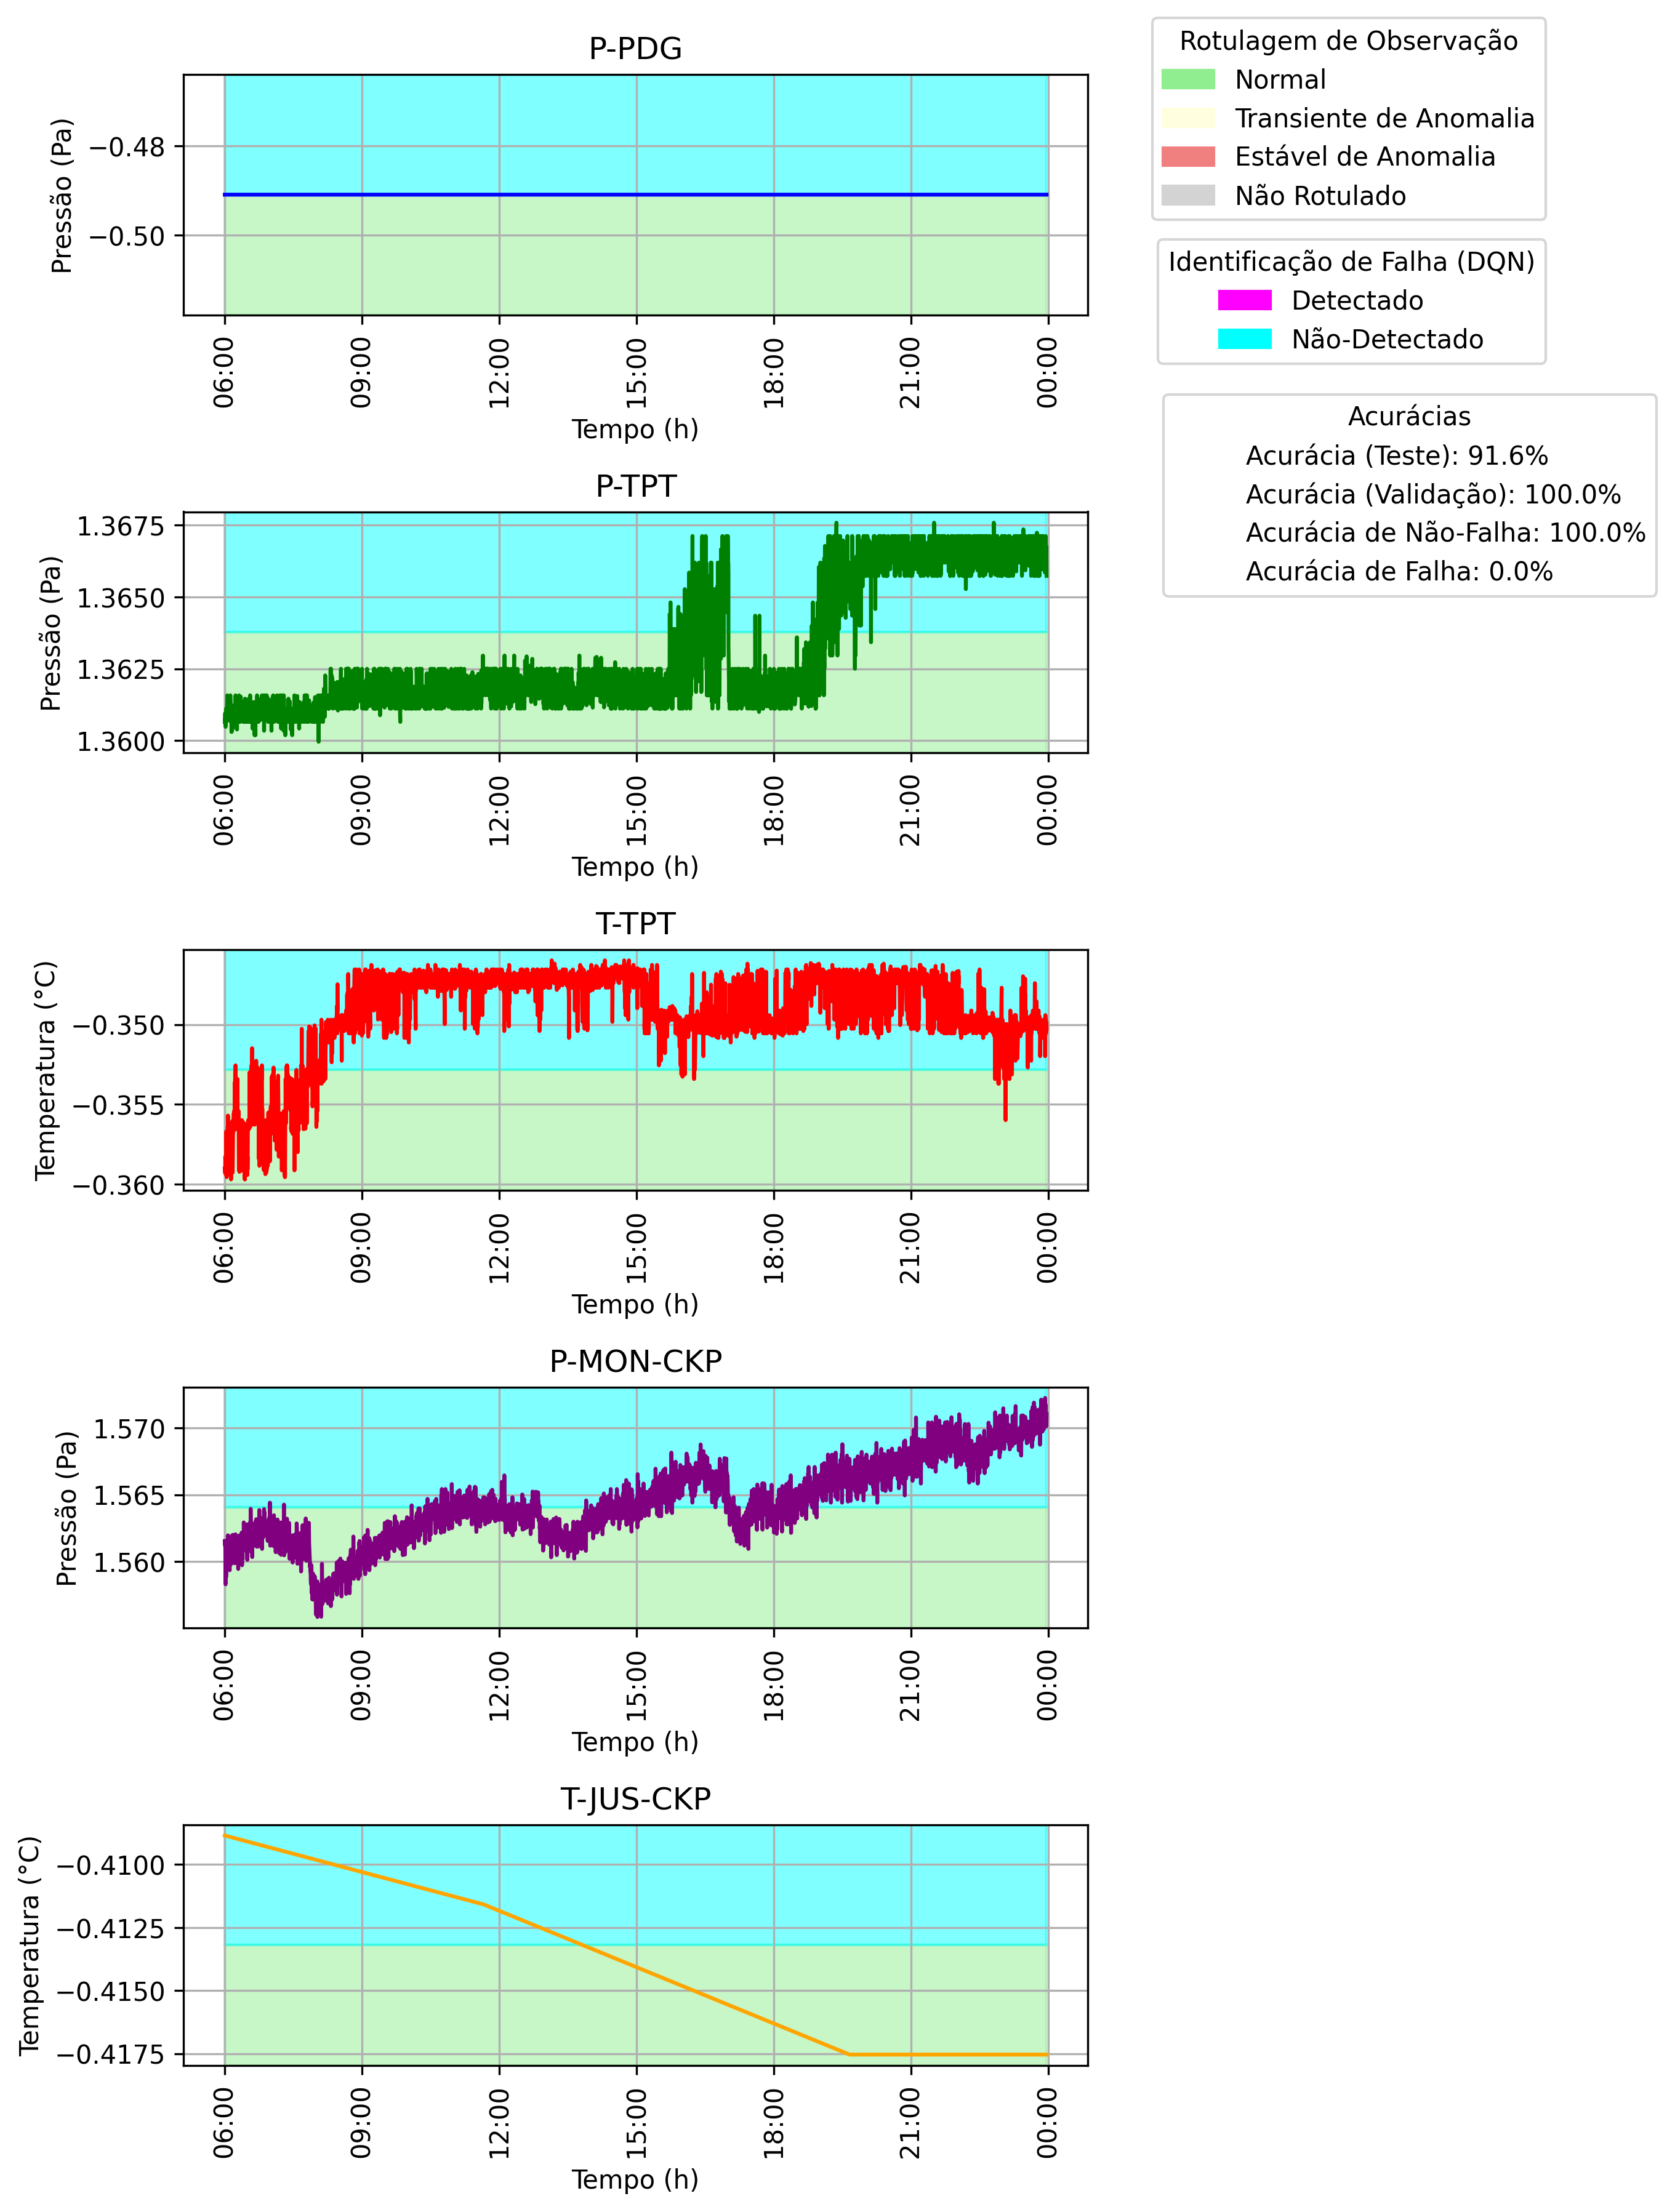 P-PDG
Pressão (Pa)
−0.48
−0.50
06:00
09:00
12:00
15:00
18:00
21:00
00:00
Tempo (h)
Rotulagem de Observação
Normal
Transiente de Anomalia
Estável de Anomalia
Não Rotulado
Identificação de Falha (DQN)
Detectado
Não-Detectado
Acurácias
Acurácia (Teste): 91.6%
Acurácia (Validação): 100.0%
Acurácia de Não-Falha: 100.0%
Acurácia de Falha: 0.0%
P-TPT
Pressão (Pa)
1.3675
1.3650
1.3625
1.3600
06:00
09:00
12:00
15:00
18:00
21:00
00:00
Tempo (h)
T-TPT
Temperatura (°C)
−0.350
−0.355
−0.360
06:00
09:00
12:00
15:00
18:00
21:00
00:00
Tempo (h)
P-MON-CKP
Pressão (Pa)
1.570
1.565
1.560
06:00
09:00
12:00
15:00
18:00
21:00
00:00
Tempo (h)
T-JUS-CKP
Temperatura (°C)
−0.4100
−0.4125
−0.4150
−0.4175
06:00
09:00
12:00
15:00
18:00
21:00
00:00
Tempo (h)